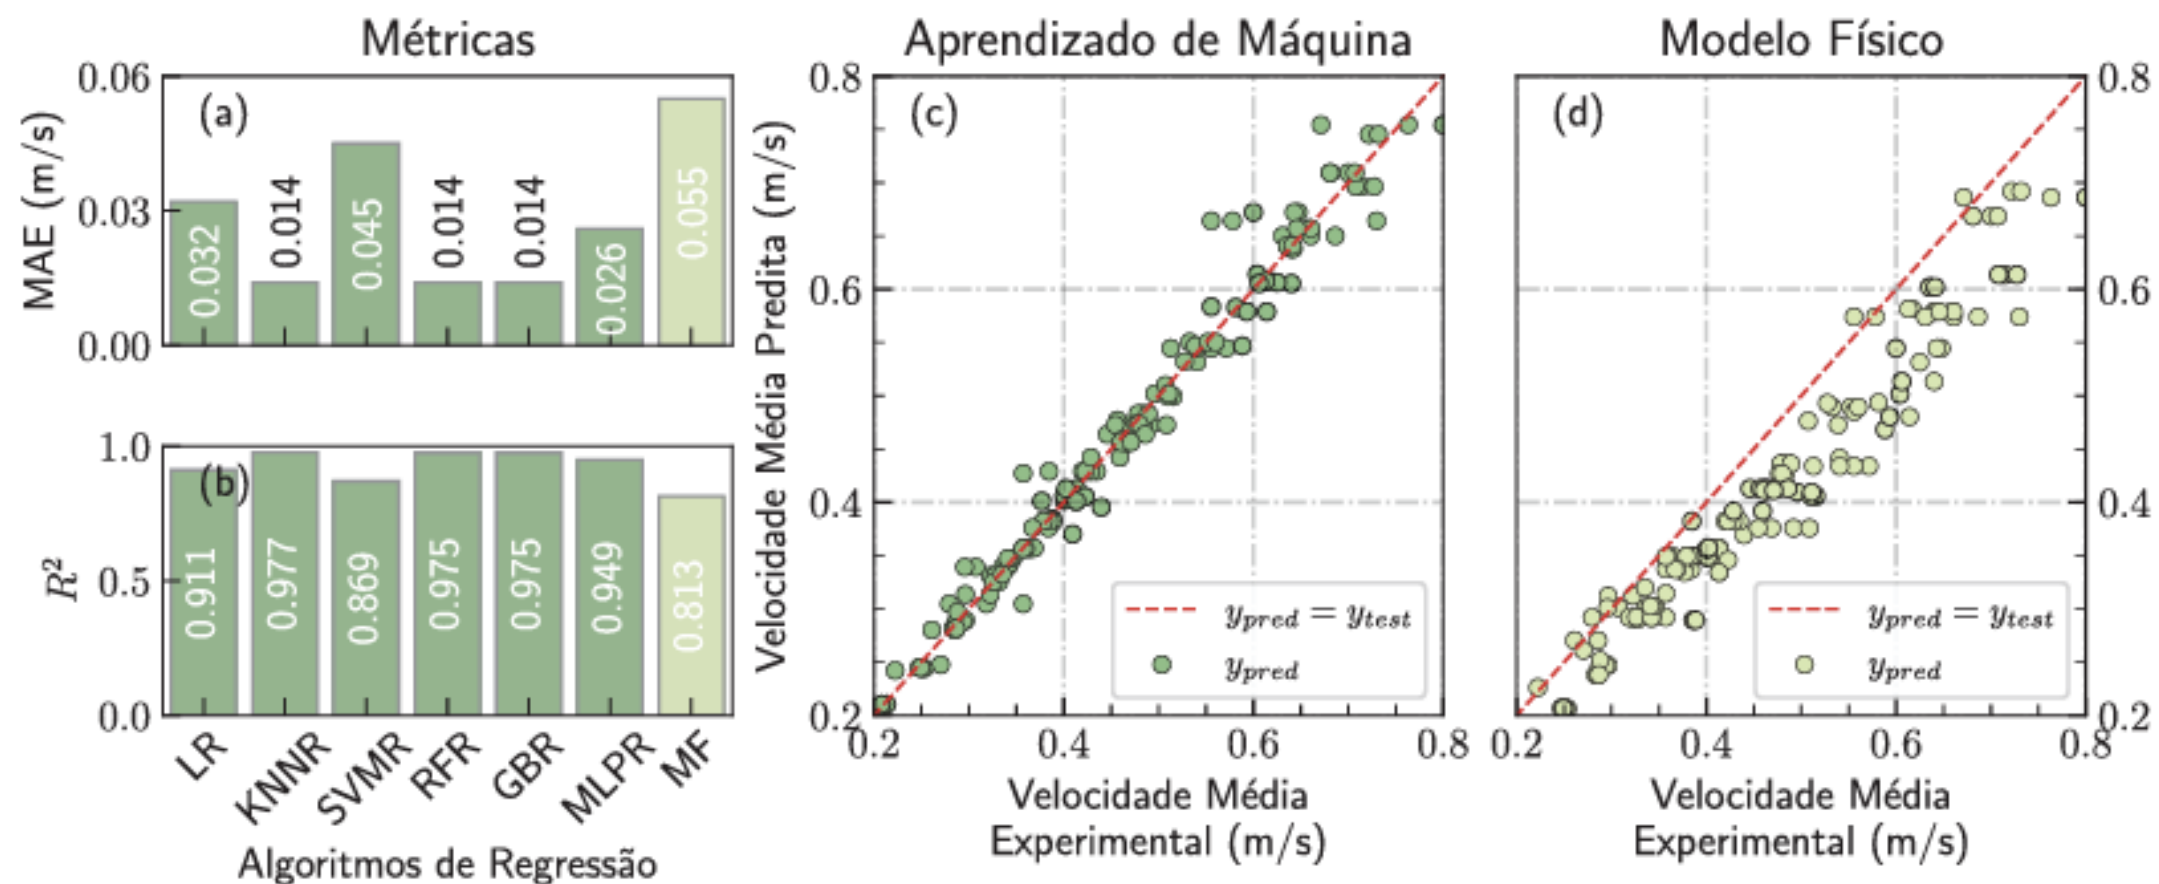 Métricas
(a)
MAE (m/s)
0.06
0.03
0.00
0.032
0.014
0.045
0.014
0.014
0.026
0.055
(b)
R²
1.0
0.5
0.0
0.911
0.977
0.869
0.975
0.975
0.949
0.813
LR
KNNR
SVMR
RFR
GBR
MLPR
MF
Algoritmos de Regressão
Aprendizado de Máquina
(c)
Velocidade Média Predita (m/s)
0.8
0.6
0.4
0.2
y_pred = y_test
y_pred
0.2
0.4
0.6
0.8
Velocidade Média
Experimental (m/s)
Modelo Físico
(d)
0.8
0.6
0.4
0.2
y_pred = y_test
y_pred
0.2
0.4
0.6
0.8
Velocidade Média
Experimental (m/s)